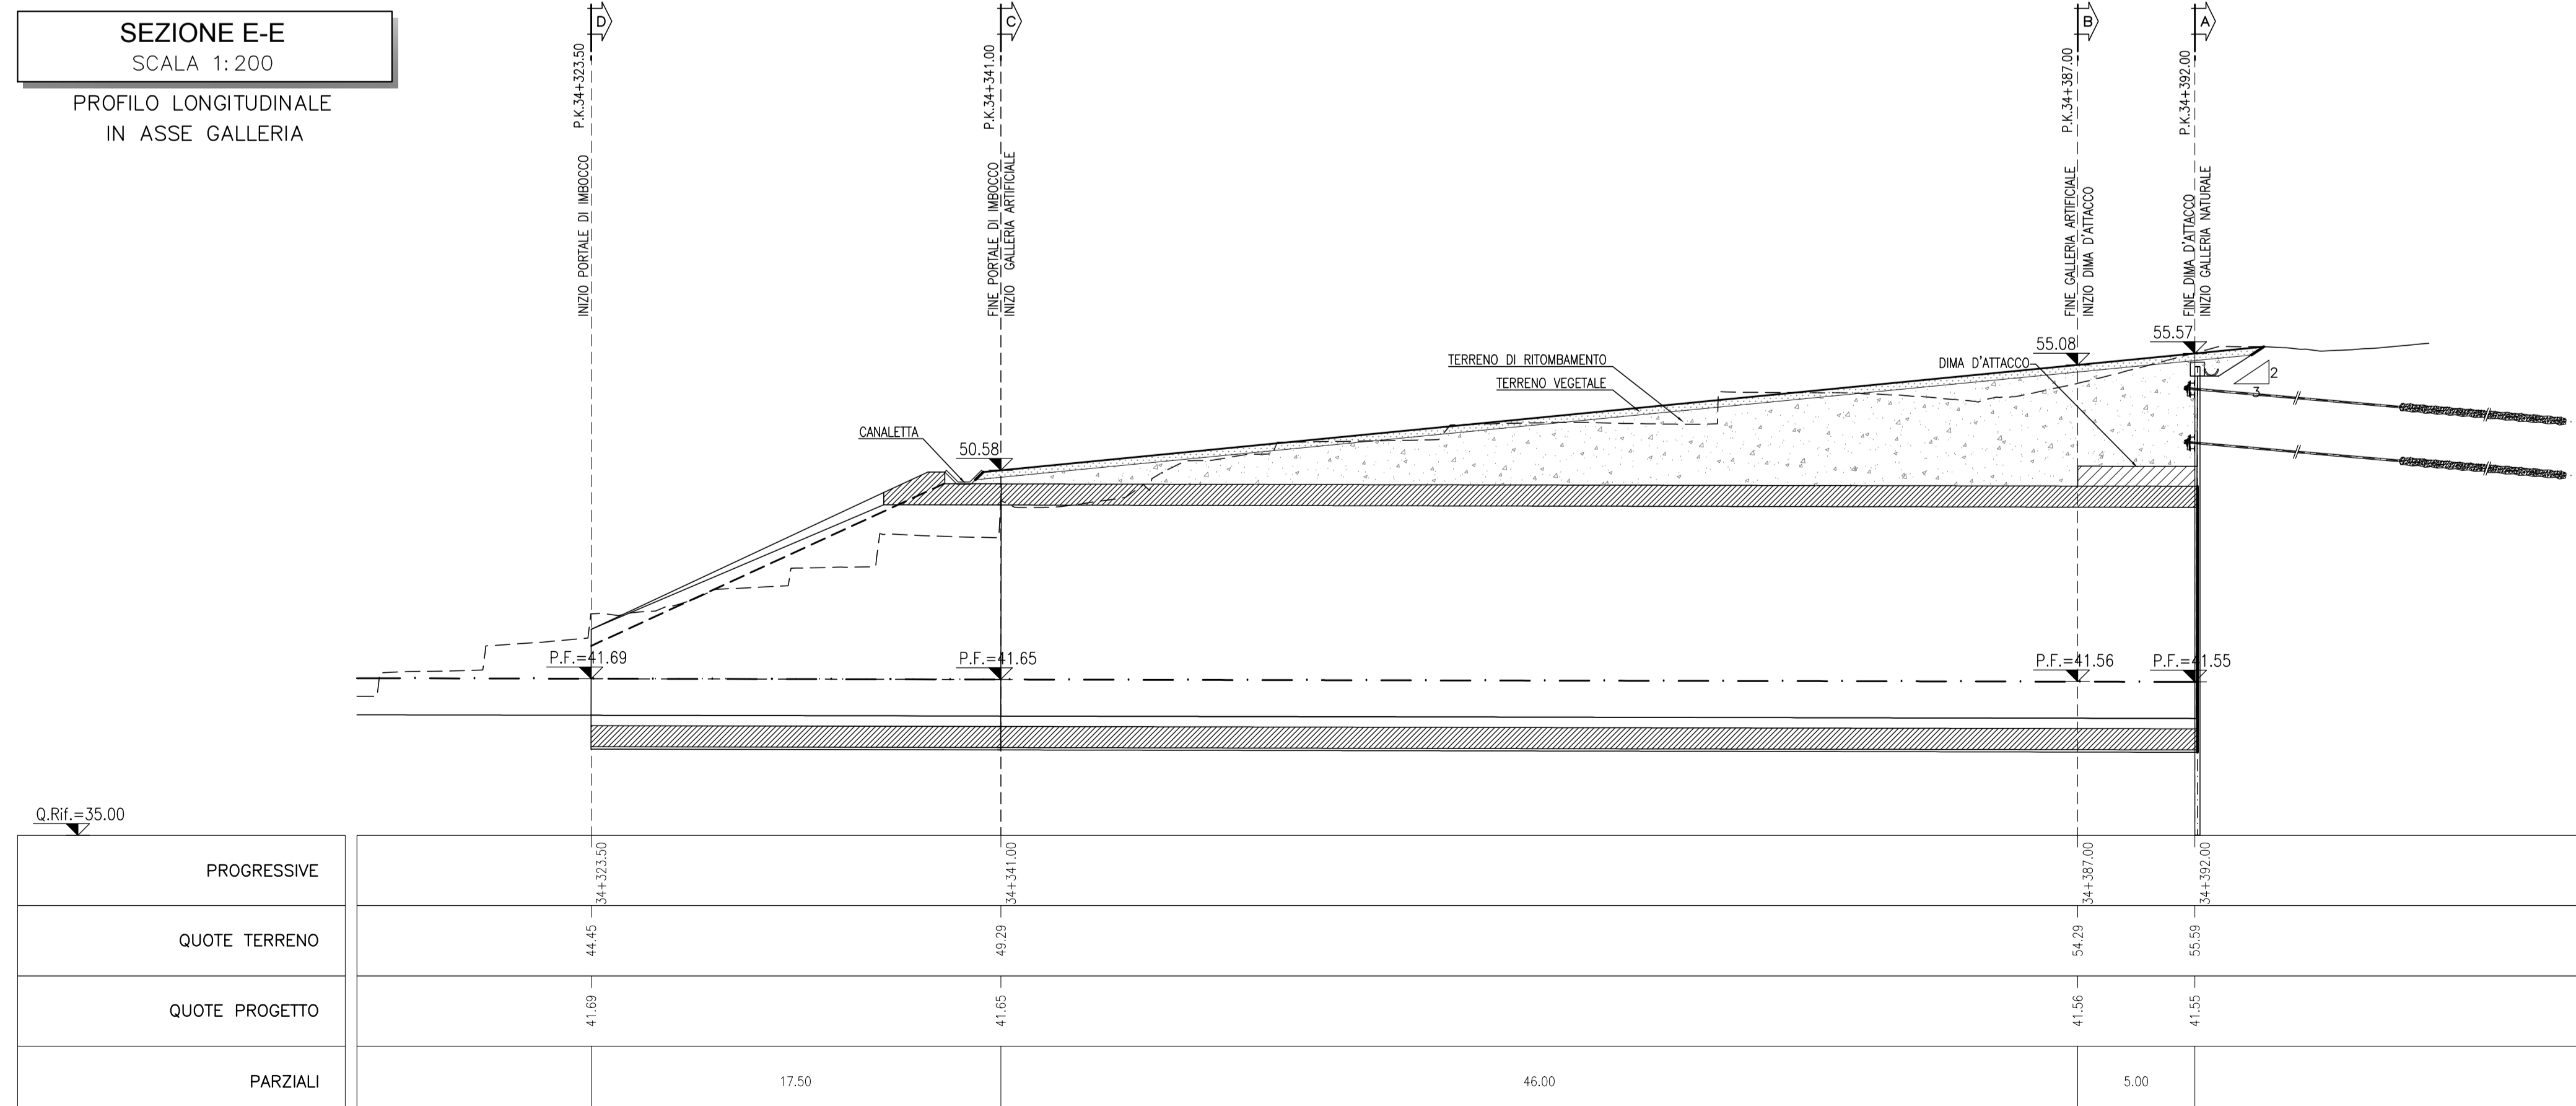 SEZIONE E-E
SCALA 1:200
PROFILO LONGITUDINALE
IN ASSE GALLERIA
D
C
B
A
P.K.34+323.50
P.K.34+341.00
P.K.34+387.00
P.K.34+392.00
INIZIO PORTALE DI IMBOCCO
FINE PORTALE DI IMBOCCO
INIZIO GALLERIA ARTIFICIALE
FINE GALLERIA ARTIFICIALE
INIZIO DIMA D'ATTACCO
FINE DIMA D'ATTACCO
INIZIO GALLERIA NATURALE
55.57
55.08
TERRENO DI RITOMBAMENTO
DIMA D'ATTACCO
TERRENO VEGETALE
2
3
CANALETTA
50.58
P.F.=41.69
P.F.=41.65
P.F.=41.56
P.F.=41.55
Q.Rif.=35.00
PROGRESSIVE
34+323.50
34+341.00
34+387.00
34+392.00
QUOTE TERRENO
44.45
49.29
54.29
55.59
QUOTE PROGETTO
41.69
41.65
41.56
41.55
PARZIALI
17.50
46.00
5.00